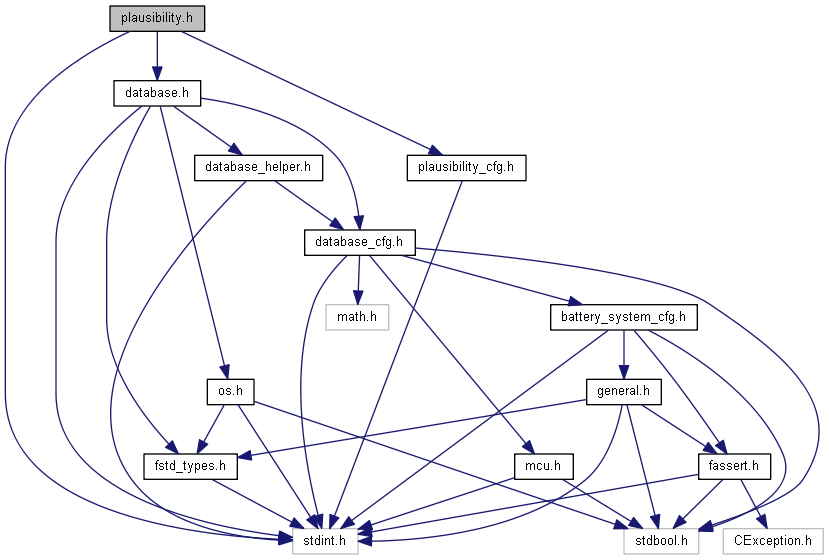 plausibility.h
database.h
database_helper.h
plausibility_cfg.h
database_cfg.h
math.h
battery_system_cfg.h
os.h
general.h
fstd_types.h
mcu.h
fassert.h
stdint.h
stdbool.h
CException.h